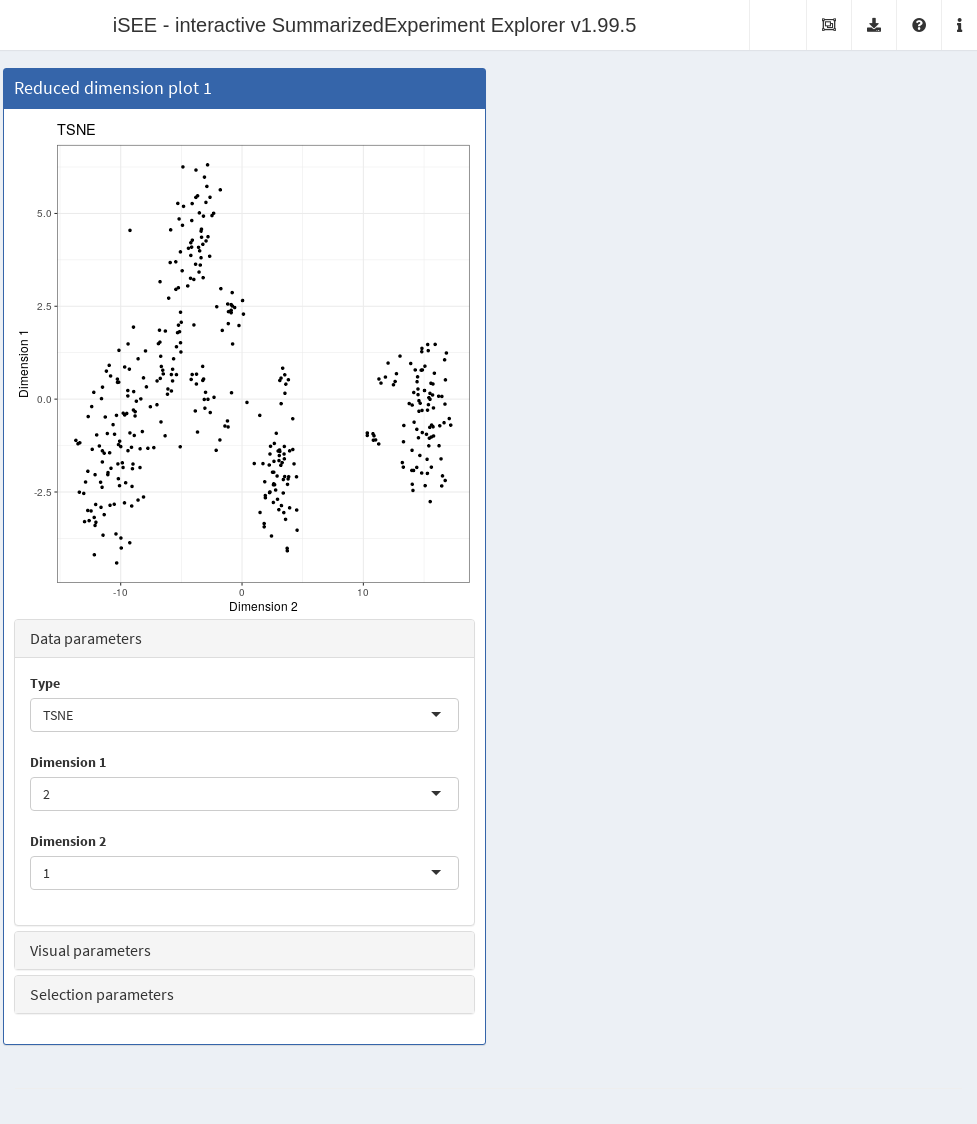 iSEE - interactive SummarizedExperiment Explorer v1.99.5
Reduced dimension plot 1
TSNE
5.0
2.5
0.0
-2.5
Dimension 1
-10
0
10
Dimension 2
Data parameters
Type
TSNE
Dimension 1
2
Dimension 2
1
Visual parameters
Selection parameters